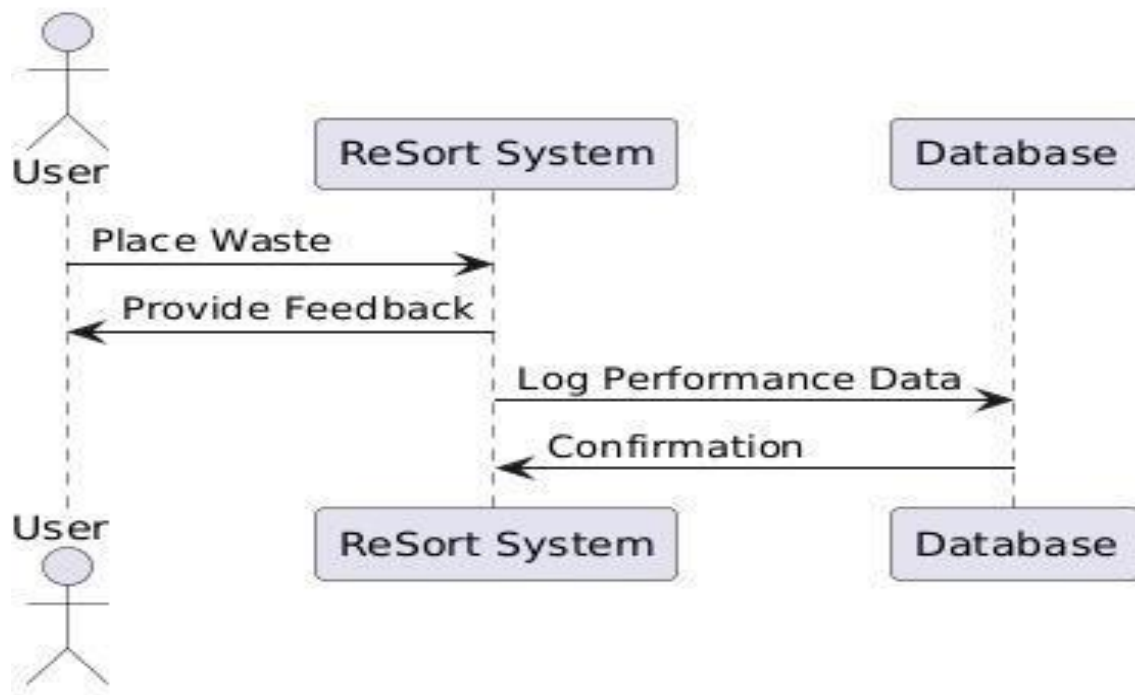 User
ReSort System
Database
Place Waste
Provide Feedback
Log Performance Data
Confirmation
User
ReSort System
Database